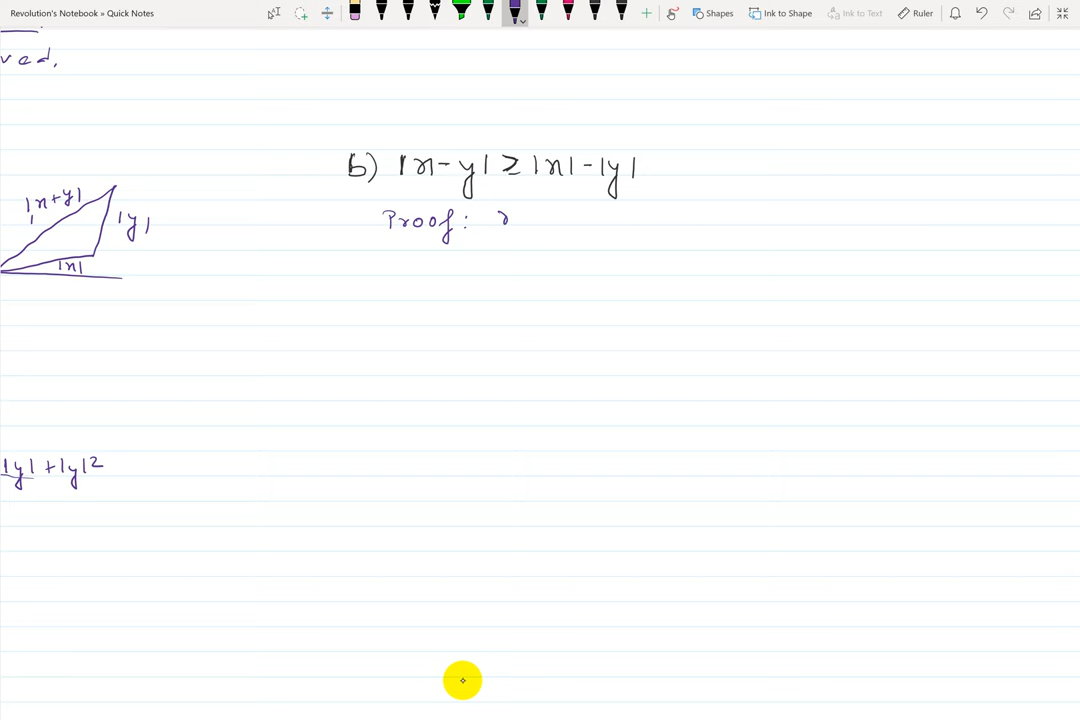 Revolution's Notebook » Quick Notes
Shapes
Ink to Shape
Ink to Text
Ruler
ved.
b) |x-y| ≥ |x| - |y|
Proof: x
|x+y|
|y|
|x|
|y| + |y|²